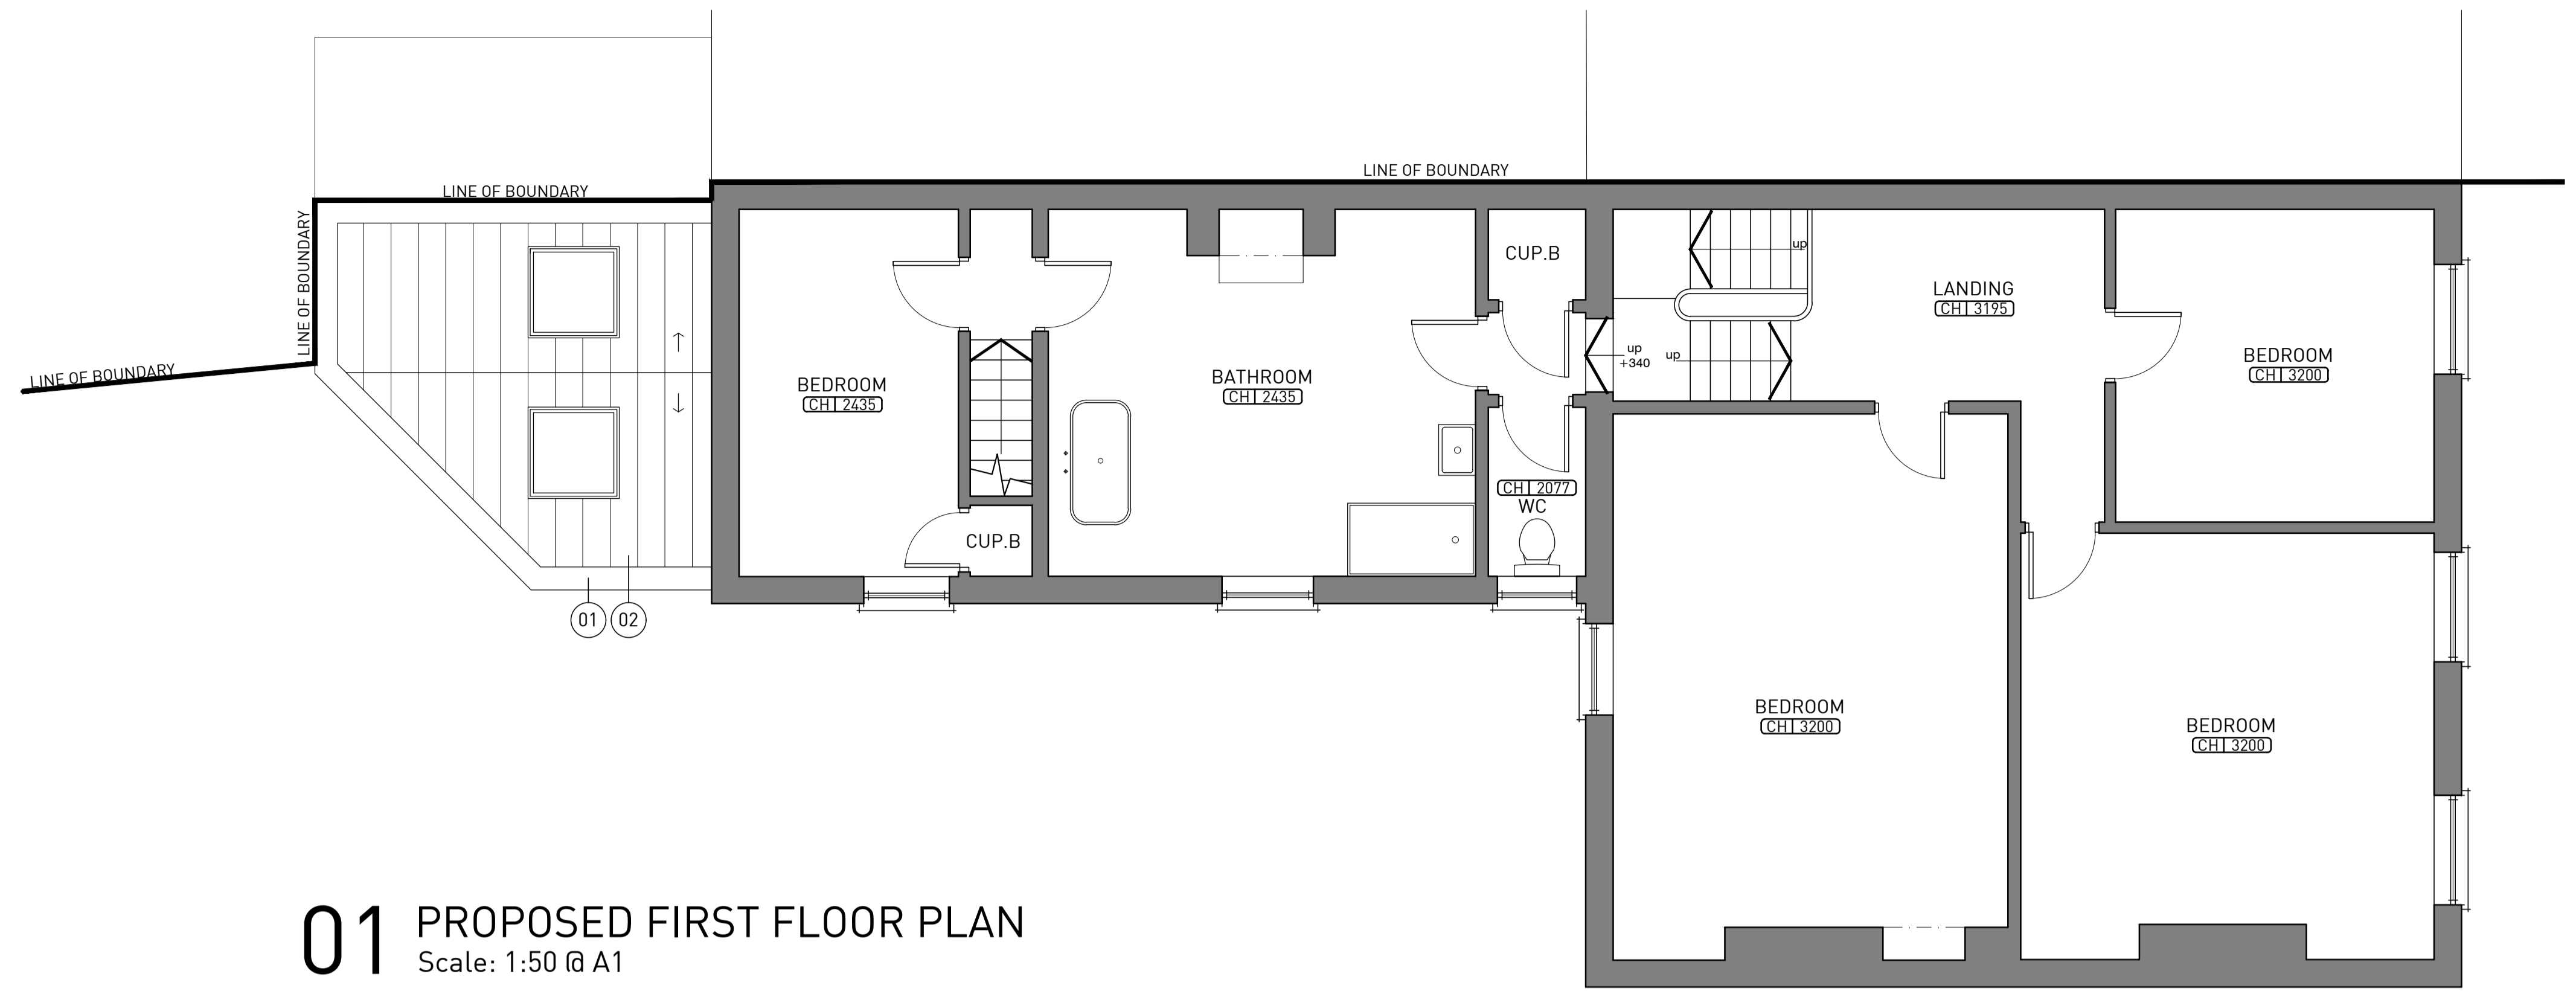 LINE OF BOUNDARY
LINE OF BOUNDARY
LINE OF BOUNDARY
LINE OF BOUNDARY
CUP.B
up
LANDING
CH 3195
up
+340
up
BEDROOM
CH 3200
BEDROOM
CH 2435
BATHROOM
CH 2435
CH 2077
WC
CUP.B
01
02
BEDROOM
CH 3200
BEDROOM
CH 3200
01 PROPOSED FIRST FLOOR PLAN
Scale: 1:50 @ A1